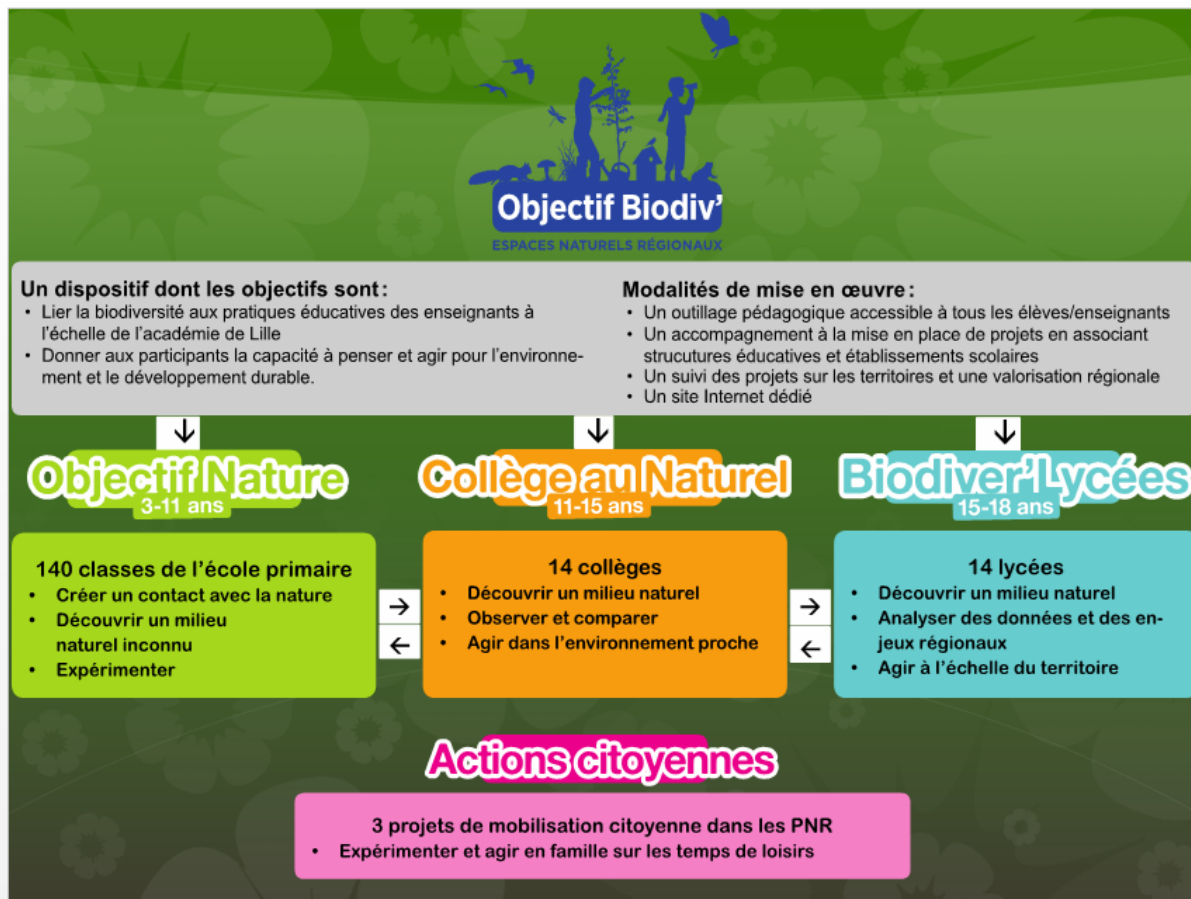 Objectif Biodiv'
ESPACES NATURELS RÉGIONAUX
Un dispositif dont les objectifs sont :
• Lier la biodiversité aux pratiques éducatives des enseignants à
l'échelle de l'académie de Lille
• Donner aux participants la capacité à penser et agir pour l'environne-
ment et le développement durable.
Modalités de mise en œuvre :
• Un outillage pédagogique accessible à tous les élèves/enseignants
• Un accompagnement à la mise en place de projets en associant
strucutures éducatives et établissements scolaires
• Un suivi des projets sur les territoires et une valorisation régionale
• Un site Internet dédié
Objectif Nature
3-11 ans
140 classes de l'école primaire
• Créer un contact avec la nature
• Découvrir un milieu
naturel inconnu
• Expérimenter
Collège au Naturel
11-15 ans
14 collèges
• Découvrir un milieu naturel
• Observer et comparer
• Agir dans l'environnement proche
Biodiver'Lycées
15-18 ans
14 lycées
• Découvrir un milieu naturel
• Analyser des données et des en-
jeux régionaux
• Agir à l'échelle du territoire
Actions citoyennes
3 projets de mobilisation citoyenne dans les PNR
• Expérimenter et agir en famille sur les temps de loisirs